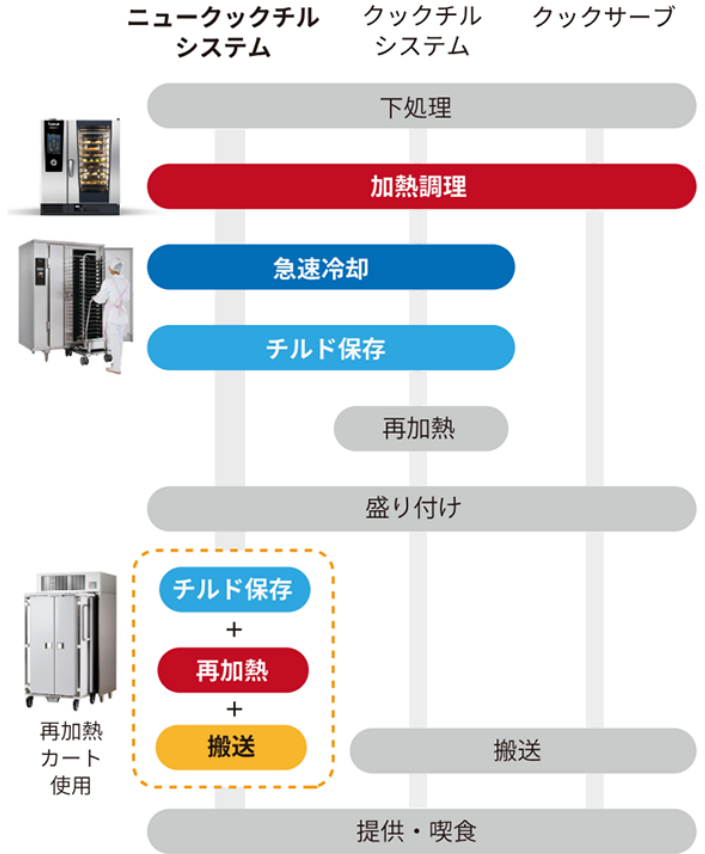 ニュークックチル
システム
クックチル
システム
クックサーブ
下処理
加熱調理
急速冷却
チルド保存
再加熱
盛り付け
チルド保存
+
再加熱
+
搬送
再加熱
カート
使用
搬送
提供・喫食